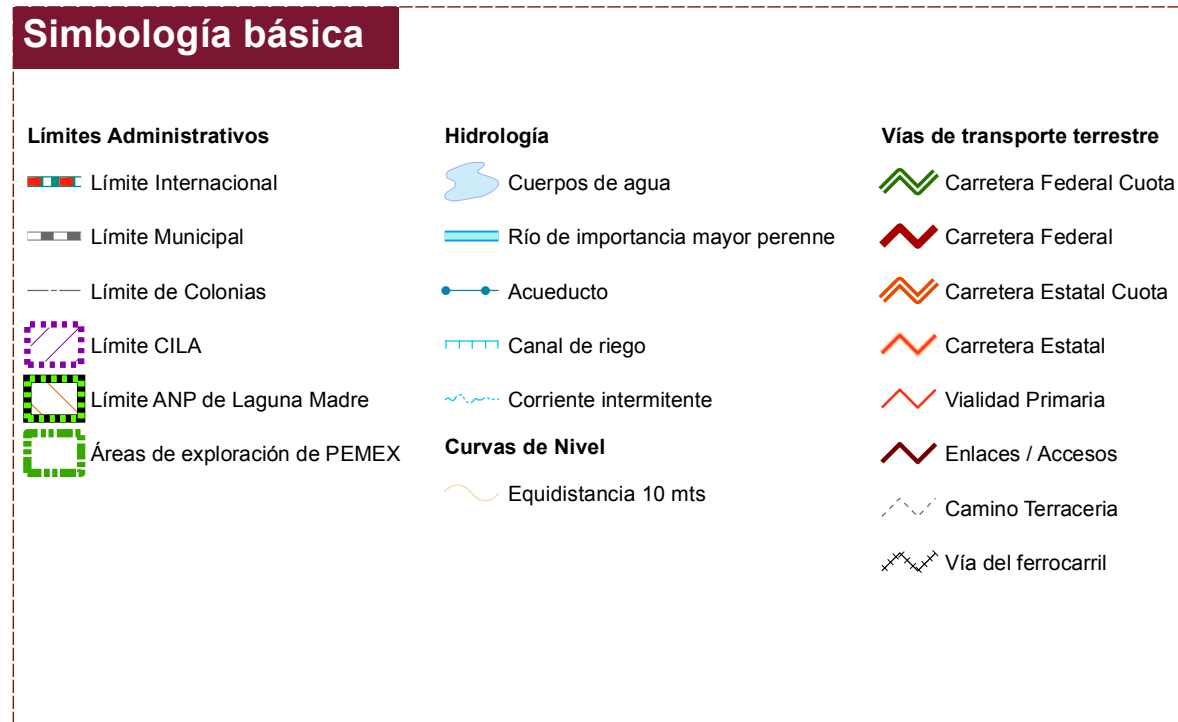 Simbología básica
Límites Administrativos
Límite Internacional
Límite Municipal
Límite de Colonias
Límite CILA
Límite ANP de Laguna Madre
Áreas de exploración de PEMEX
Hidrología
Cuerpos de agua
Río de importancia mayor perenne
Acueducto
Canal de riego
Corriente intermitente
Curvas de Nivel
Equidistancia 10 mts
Vías de transporte terrestre
Carretera Federal Cuota
Carretera Federal
Carretera Estatal Cuota
Carretera Estatal
Vialidad Primaria
Enlaces / Accesos
Camino Terraceria
Vía del ferrocarril